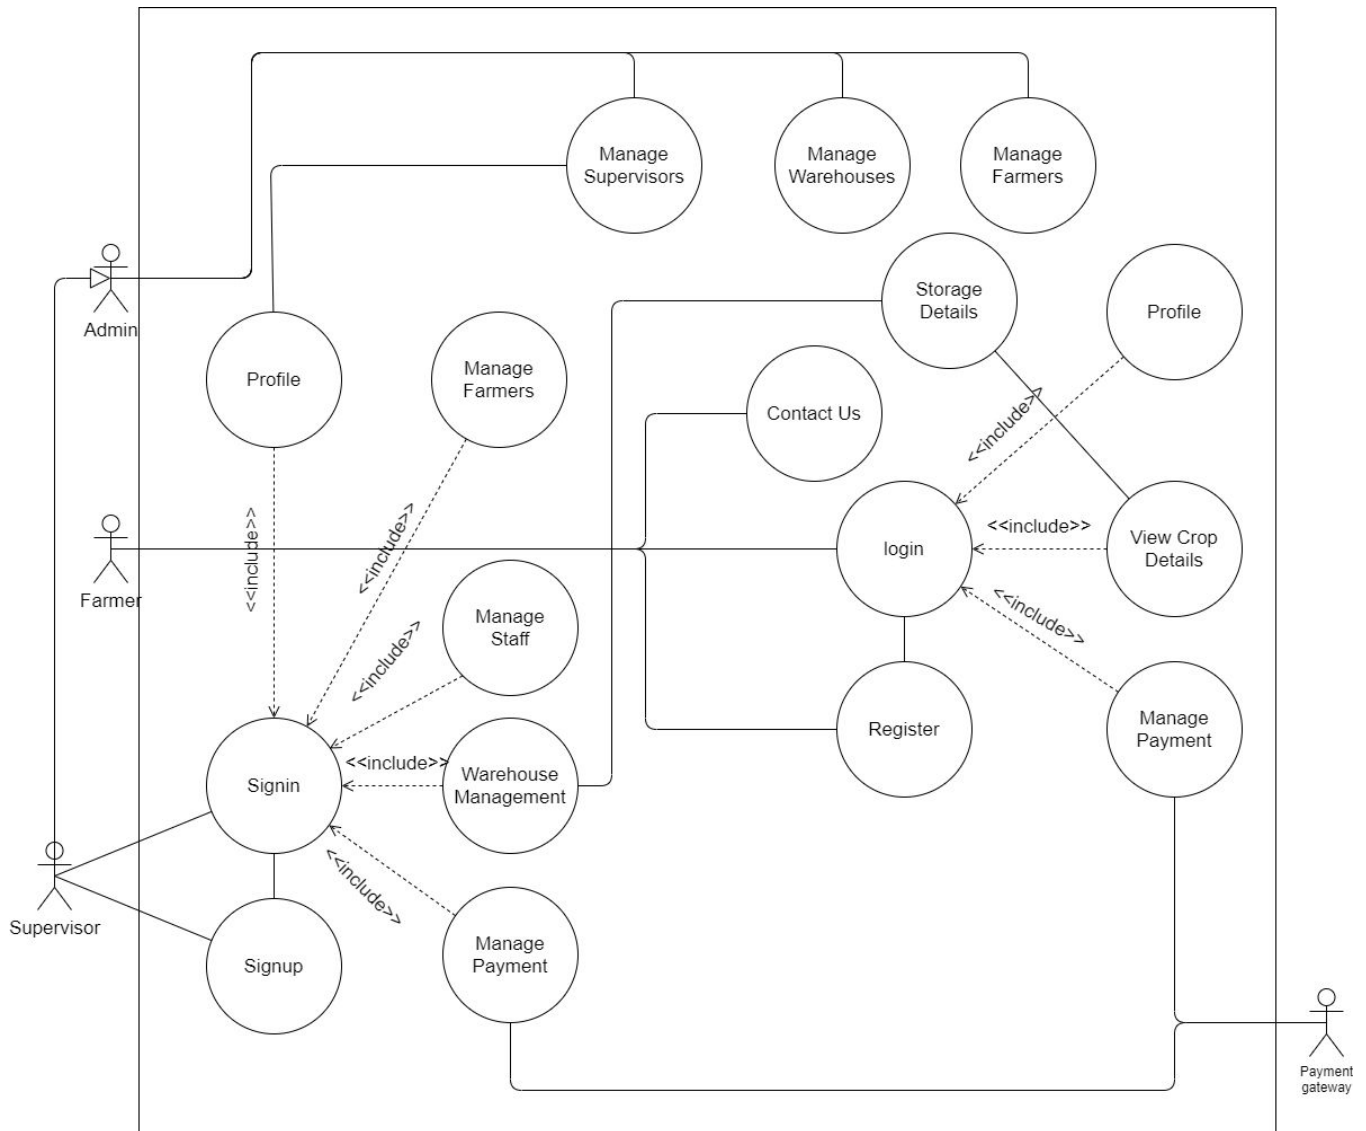 Manage
Supervisors
Manage
Warehouses
Manage
Farmers
Admin
Storage
Details
Profile
Profile
Manage
Farmers
Contact Us
<<include>>
<<include>>
<<include>>
<<include>>
login
View Crop
Details
Farmer
<<include>>
Manage
Staff
<<include>>
Register
Manage
Payment
Signin
<<include>>
Warehouse
Management
<<include>>
Supervisor
Signup
Manage
Payment
Payment
gateway